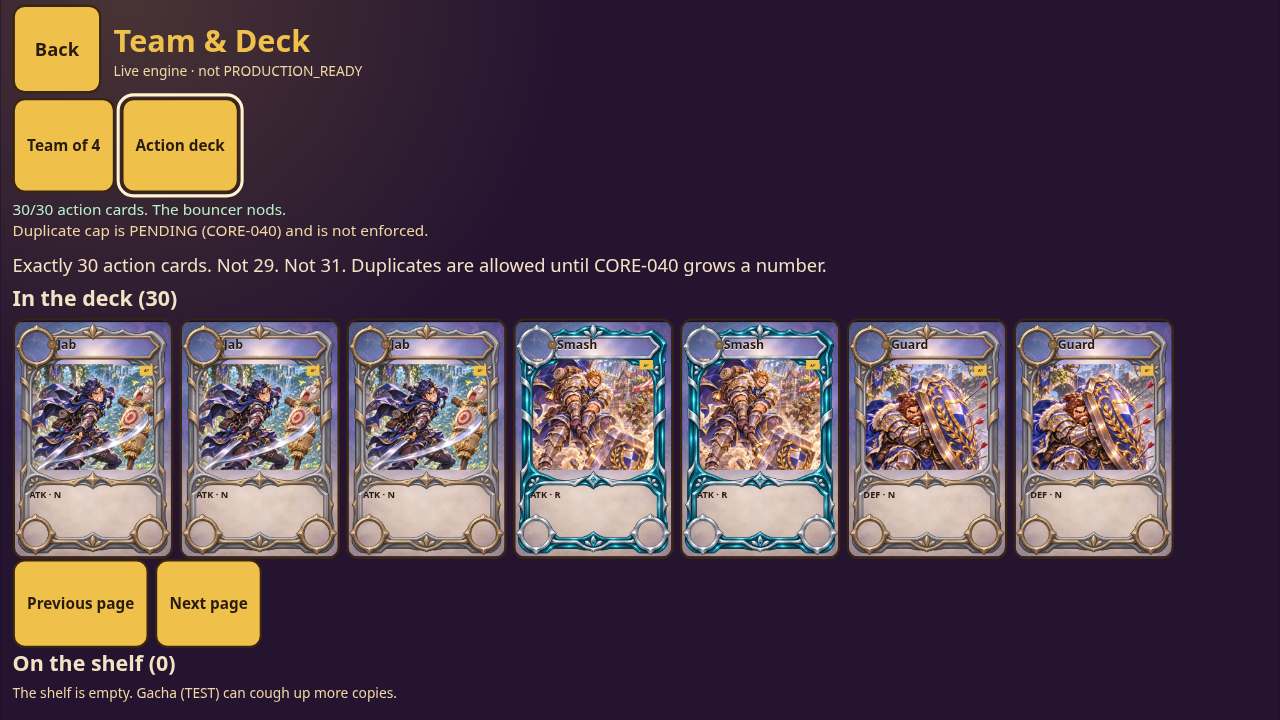 Back
Team & Deck
Live engine · not PRODUCTION_READY
Team of 4
Action deck
30/30 action cards. The bouncer nods.
Duplicate cap is PENDING (CORE-040) and is not enforced.
Exactly 30 action cards. Not 29. Not 31. Duplicates are allowed until CORE-040 grows a number.
In the deck (30)
Jab
Jab
Jab
Smash
Smash
Guard
Guard
ATK · N
ATK · N
ATK · N
ATK · R
ATK · R
DEF · N
DEF · N
Previous page
Next page
On the shelf (0)
The shelf is empty. Gacha (TEST) can cough up more copies.